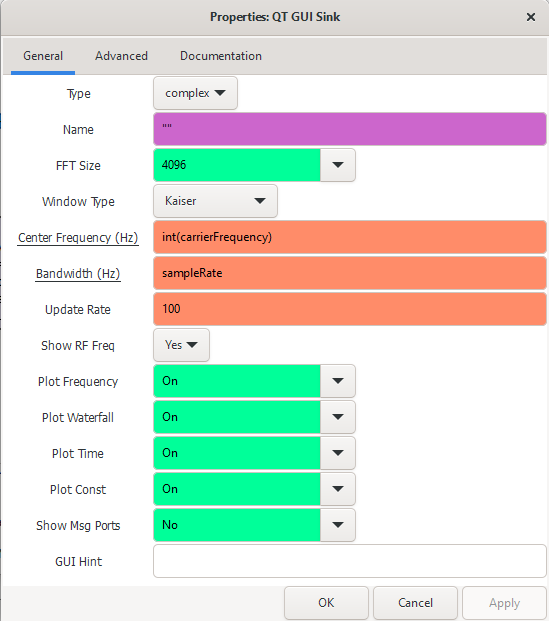 Properties: QT GUI Sink
General Advanced Documentation
Type complex
Name ""
FFT Size 4096
Window Type Kaiser
Center Frequency (Hz) int(carrierFrequency)
Bandwidth (Hz) sampleRate
Update Rate 100
Show RF Freq Yes
Plot Frequency On
Plot Waterfall On
Plot Time On
Plot Const On
Show Msg Ports No
GUI Hint
OK Cancel Apply